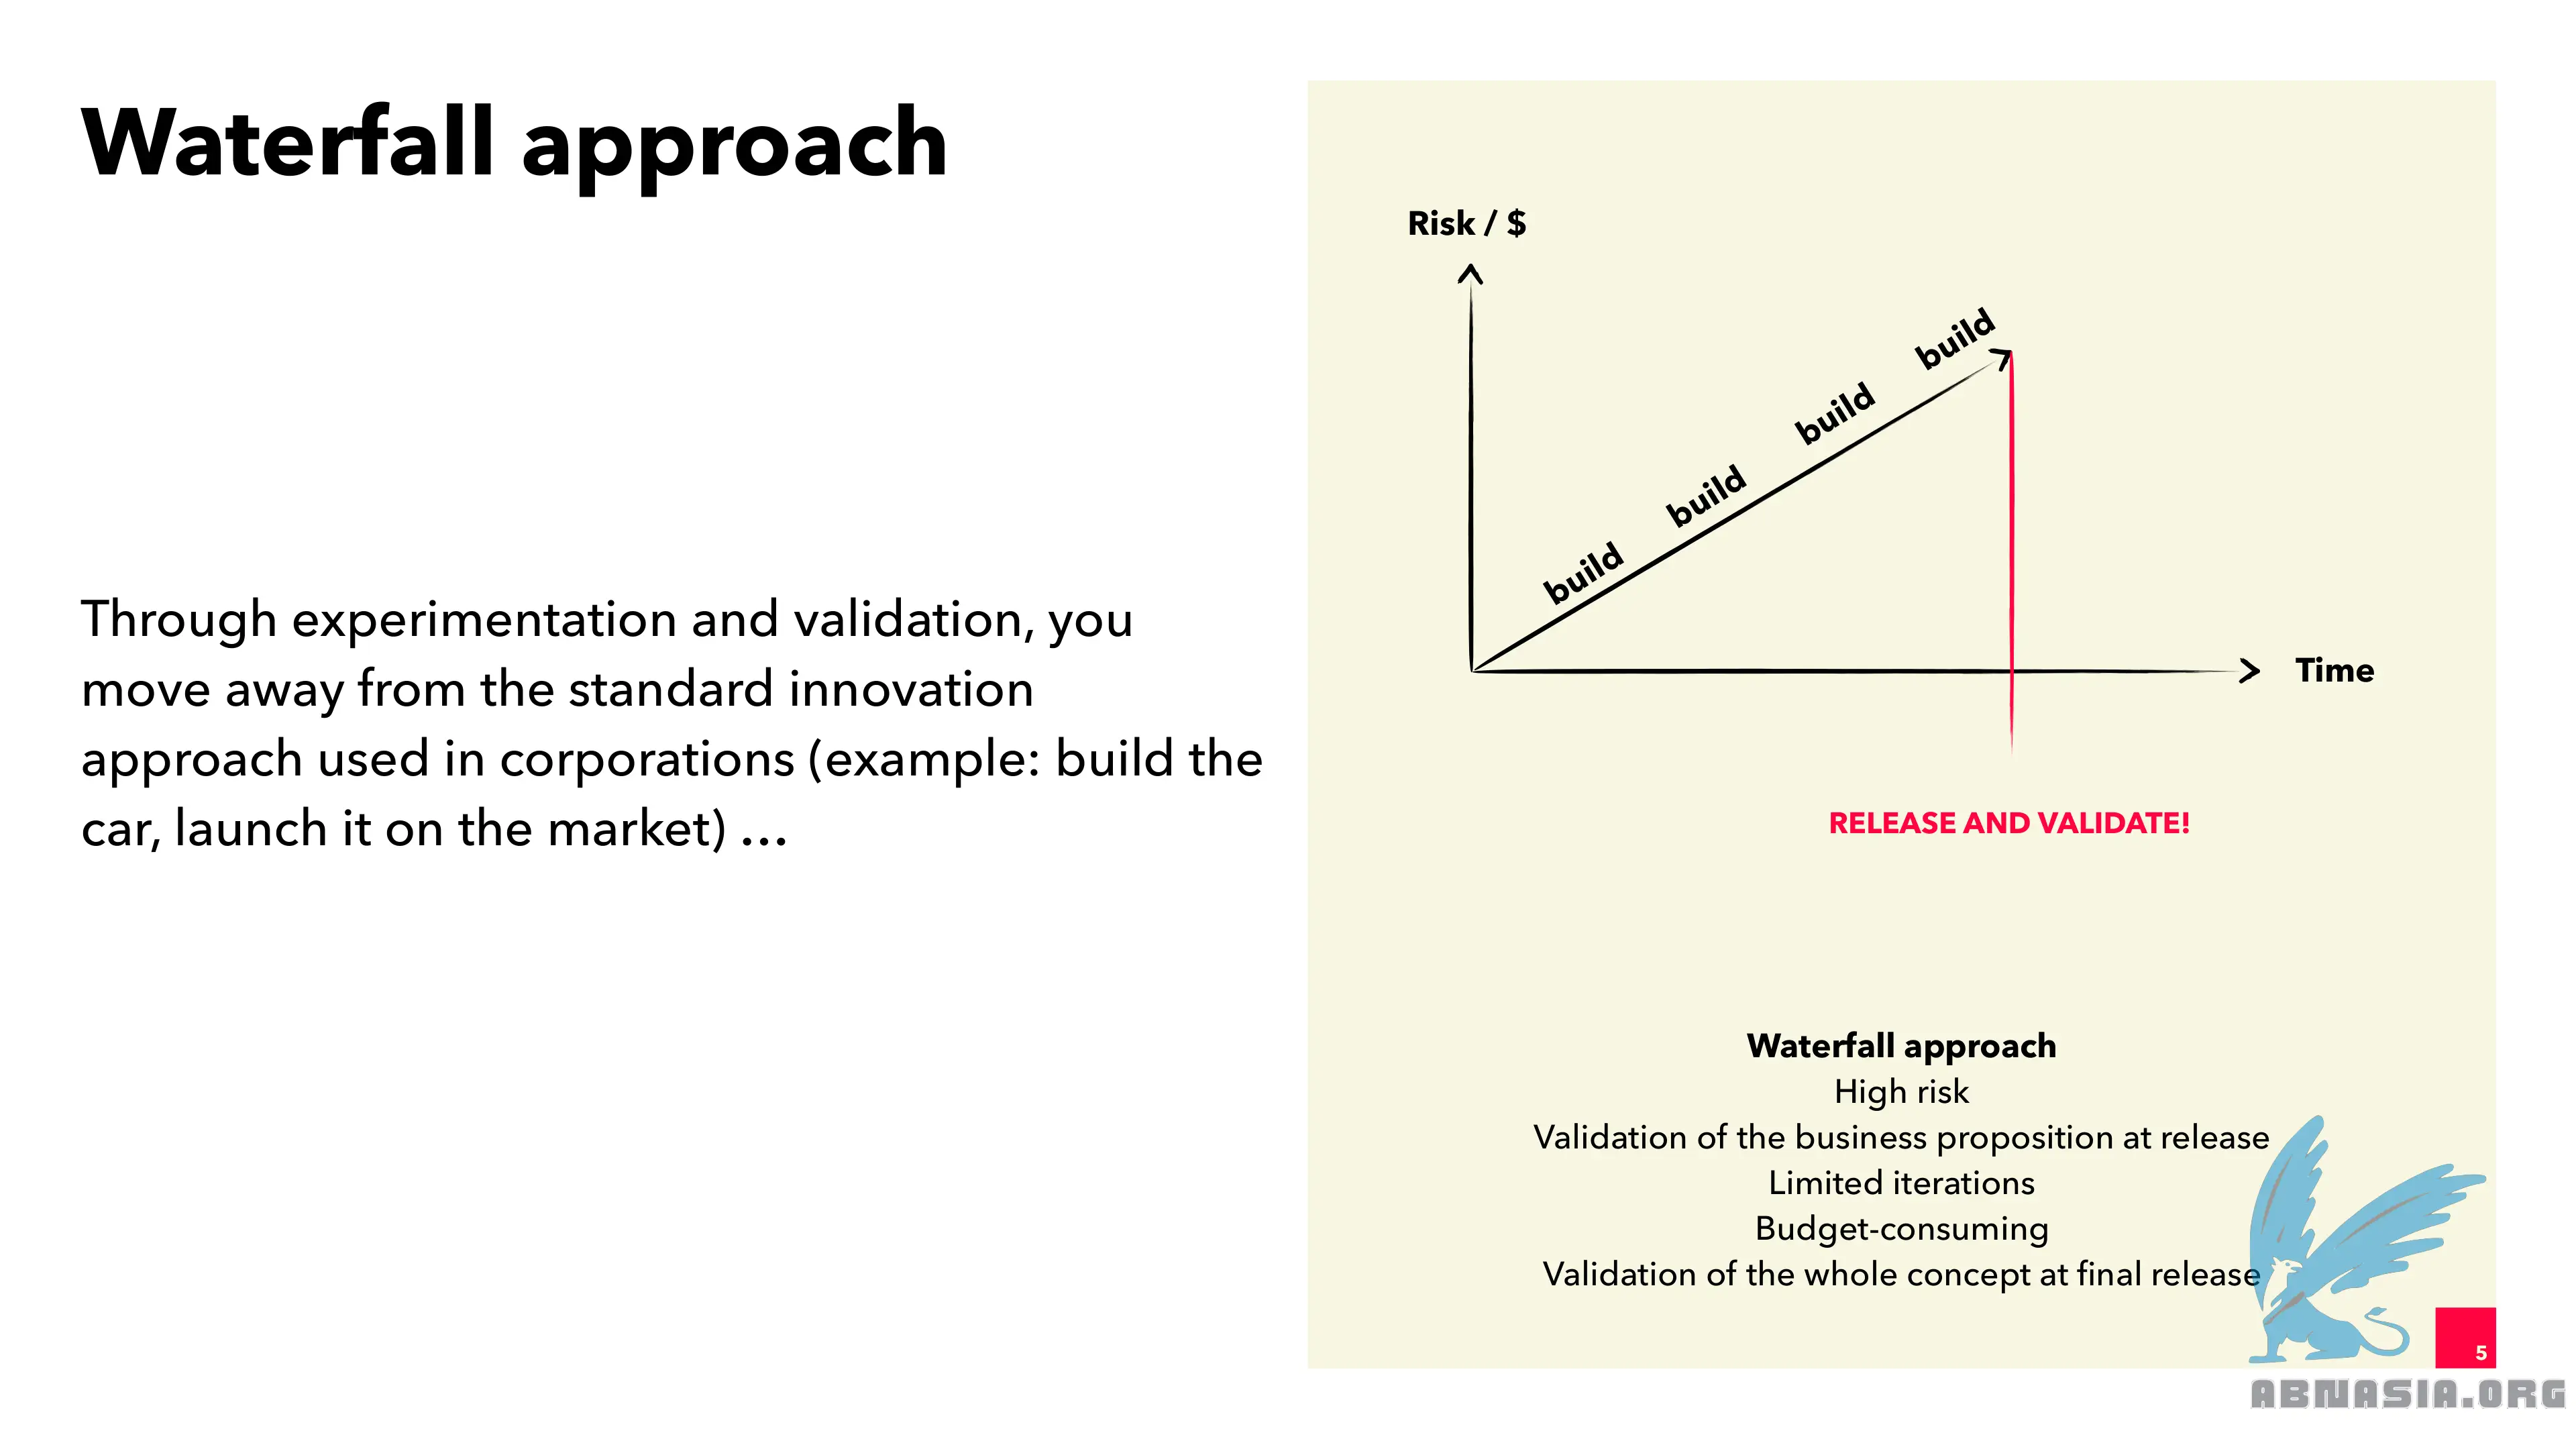 Waterfall approach
Through experimentation and validation, you
move away from the standard innovation
approach used in corporations (example: build the
car, launch it on the market) ...
Risk / $
build
build
build
build
Time
RELEASE AND VALIDATE!
Waterfall approach
High risk
Validation of the business proposition at release
Limited iterations
Budget-consuming
Validation of the whole concept at final release
5
ABNASIA.ORG